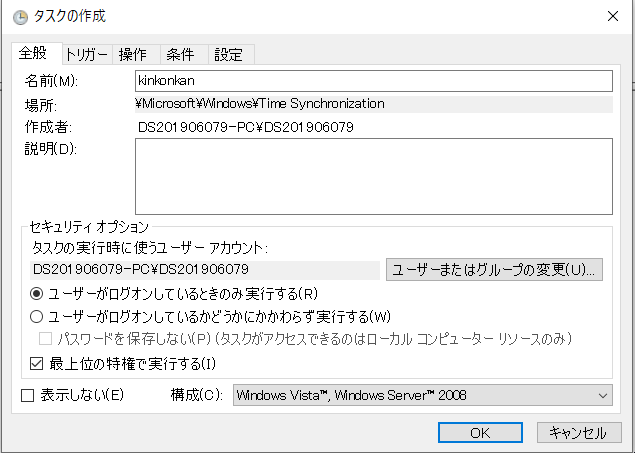 タスクの作成
全般 トリガー 操作 条件 設定
名前(M): kinkonkan
場所: ¥Microsoft¥Windows¥Time Synchronization
作成者: DS201906079-PC¥DS201906079
説明(D):
セキュリティ オプション
タスクの実行時に使うユーザー アカウント:
DS201906079-PC¥DS201906079 ユーザーまたはグループの変更(U)...
ユーザーがログオンしているときのみ実行する(R)
ユーザーがログオンしているかどうかにかかわらず実行する(W)
パスワードを保存しない(P) (タスクがアクセスできるのはローカル コンピューター リソースのみ)
最上位の特権で実行する(I)
表示しない(E) 構成(C): Windows Vista™, Windows Server™ 2008
OK キャンセル